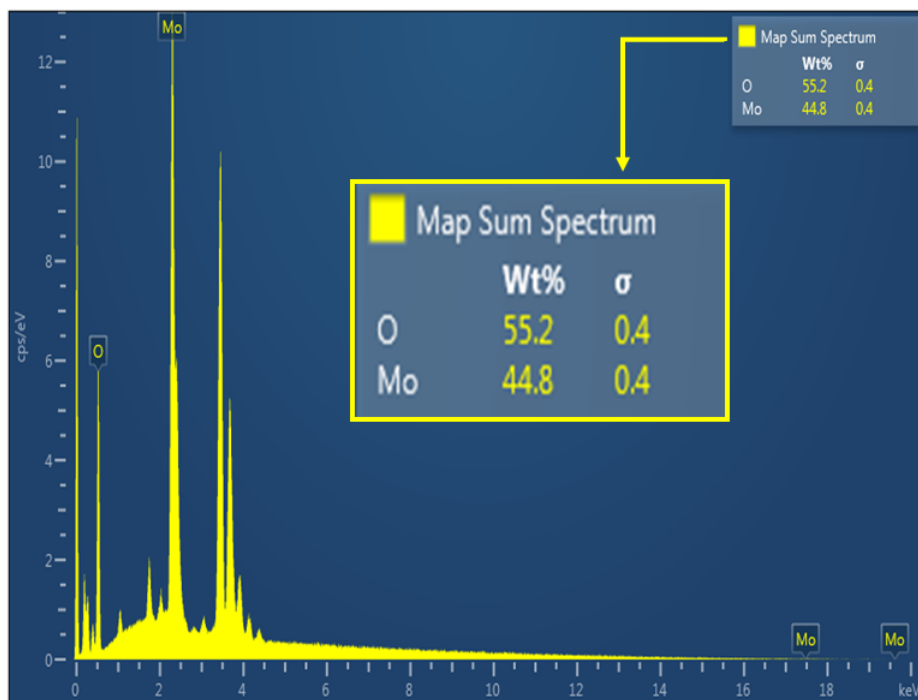 Mo
Map Sum Spectrum
Wt% σ
O 55.2 0.4
Mo 44.8 0.4
Map Sum Spectrum
Wt% σ
O 55.2 0.4
Mo 44.8 0.4
12
10
8
6
4
2
0
cps/eV
O
Mo
Mo
0 2 4 6 8 10 12 14 16 18 keV